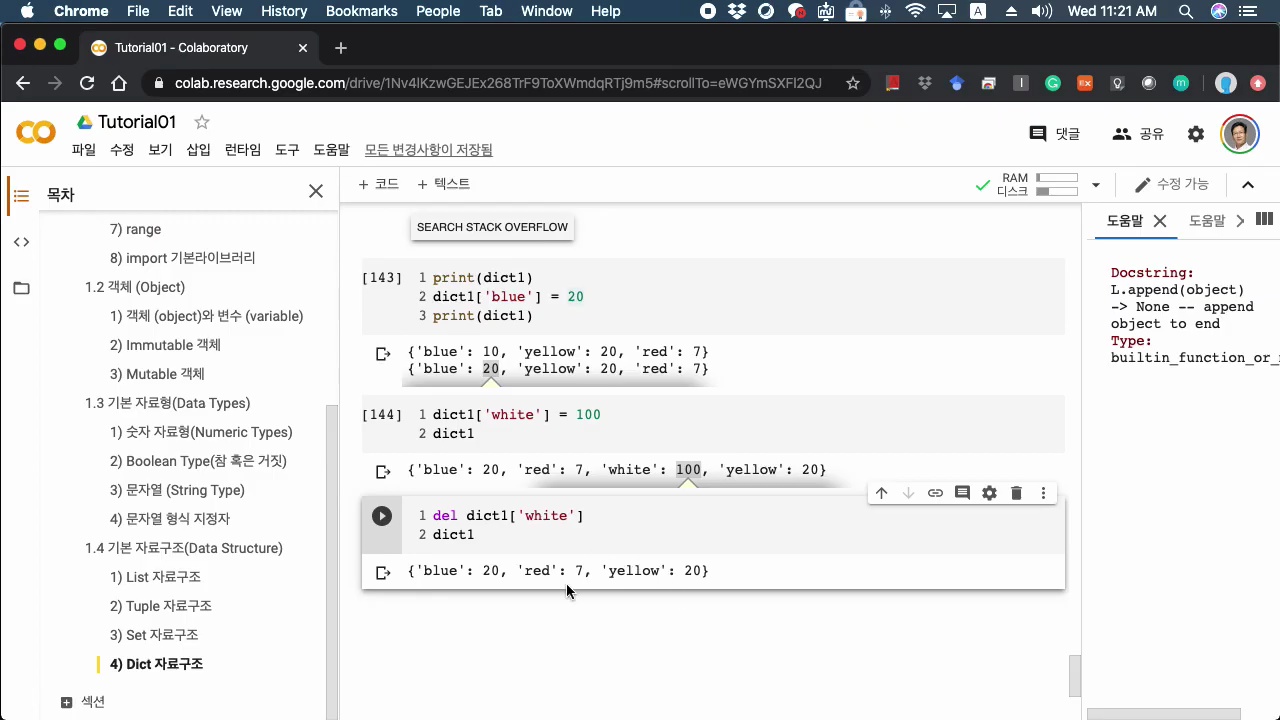 Chrome File Edit View History Bookmarks People Tab Window Help A Wed 11:21 AM
Tutorial01 - Colaboratory
colab.research.google.com/drive/1Nv4lKzwGEJEx268TrF9ToXWmdqRTj9m5#scrollTo=eWGYmSXFI2QJ
Tutorial01
파일 수정 보기 삽입 런타임 도구 도움말 모든 변경사항이 저장됨
댓글 공유
목차
+ 코드 + 텍스트
RAM
디스크
수정 가능
7) range
8) import 기본라이브러리
1.2 객체 (Object)
1) 객체 (object)와 변수 (variable)
2) Immutable 객체
3) Mutable 객체
1.3 기본 자료형(Data Types)
1) 숫자 자료형(Numeric Types)
2) Boolean Type(참 혹은 거짓)
3) 문자열 (String Type)
4) 문자열 형식 지정자
1.4 기본 자료구조(Data Structure)
1) List 자료구조
2) Tuple 자료구조
3) Set 자료구조
4) Dict 자료구조
섹션
SEARCH STACK OVERFLOW
[143] 1 print(dict1)
2 dict1['blue'] = 20
3 print(dict1)
{'blue': 10, 'yellow': 20, 'red': 7}
{'blue': 20, 'yellow': 20, 'red': 7}
[144] 1 dict1['white'] = 100
2 dict1
{'blue': 20, 'red': 7, 'white': 100, 'yellow': 20}
1 del dict1['white']
2 dict1
{'blue': 20, 'red': 7, 'yellow': 20}
도움말 도움말
Docstring:
L.append(object)
-> None -- append
object to end
Type:
builtin_function_or_